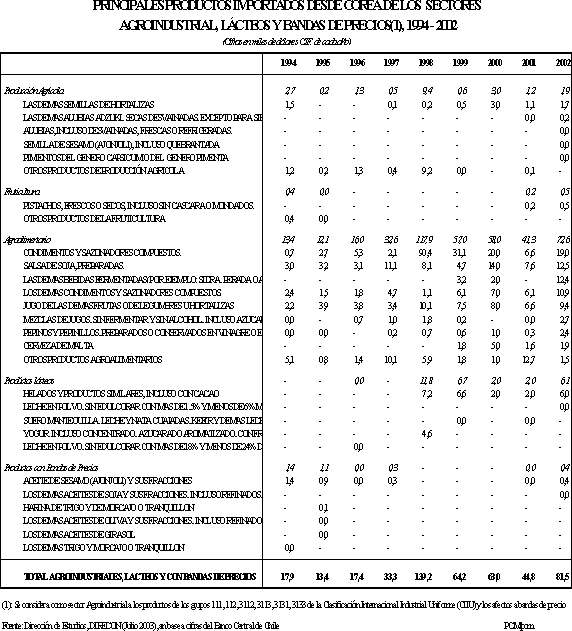 PRINCIPALES PRODUCTOS IMPORTADOS DESDE COREA DE LOS SECTORES
AGROINDUSTRIAL, LÁCTEOS Y BANDAS DE PRECIOS(1), 1994 - 2002
(Cifras en miles de dólares CIF de cada año)
1994 1995 1996 1997 1998 1999 2000 2001 2002
Producción Agrícola 2,7 0,2 1,3 0,5 9,4 0,6 3,0 1,2 1,9
LAS DEMAS SEMILLAS DE HORTALIZAS 1,5 - - 0,1 0,2 0,5 3,0 1,1 1,7
LAS DEMAS ALUBIAS ADZUKI, SECAS DESVAINADAS. EXCEPTO PARA SIE - - - - - - - 0,0 0,2
ALUBIAS, INCLUSO DESVAINADAS, FRESCAS O REFRIGERADAS. - - - - - - - - 0,0
SEMILLA DE SESAMO (AJONJOLI), INCLUSO QUEBRANTADA - - - - - - - - 0,0
PIMIENTOS DEL GENERO CAPSICUM O DEL GENERO PIMENTA - - - - - - - - 0,0
OTROS PRODUCTOS DE PRODUCCIÓN AGRICOLA 1,2 0,2 1,3 0,4 9,2 0,0 - 0,1 -
Fruticultura 0,4 0,0 - - - - - 0,2 0,5
PISTACHOS, FRESCOS O SECOS, INCLUSO SIN CASCARA O MONDADOS. - - - - - - - 0,2 0,5
OTROS PRODUCTOS DE LA FRUTICULTURA 0,4 0,0 - - - - - - -
Agroalimentario 13,4 12,1 16,0 32,6 117,9 57,0 58,0 41,3 72,6
CONDIMENTOS Y SAZONADORES COMPUESTOS. 0,7 2,7 5,3 2,1 90,4 31,1 20,0 6,6 19,0
SALSA DE SOJA, PREPARADAS. 3,0 3,2 3,1 11,1 8,1 4,7 14,0 7,6 12,5
LAS DEMAS BEBIDAS FERMENTADAS (POR EJEMPLO: SIDRA. PERADA O A - - - - - 3,2 2,0 - 12,4
LOS DEMAS CONDIMENTOS Y SAZONADORES COMPUESTOS 2,4 1,5 1,8 4,7 1,1 6,1 7,0 6,1 10,9
JUGO DE LAS DEMAS FRUTAS O DE LEGUMBRES U HORTALIZAS 2,2 3,9 3,8 3,4 10,1 7,5 8,0 6,6 9,4
MEZCLAS DE JUGOS. SIN FERMENTAR Y SIN ALCOHOL. INCLUSO AZUCAR 0,0 - 0,7 1,0 1,8 0,2 - 0,0 2,7
PEPINOS Y PEPINILLOS. PREPARADOS O CONSERVADOS EN VINAGRE O E 0,0 0,0 - 0,2 0,7 0,6 1,0 0,3 2,4
CERVEZA DE MALTA - - - - - 1,8 5,0 1,6 1,9
OTROS PRODUCTOS AGROALIMENTARIOS 5,1 0,8 1,4 10,1 5,9 1,8 1,0 12,7 1,5
Productos lácteos - - 0,0 - 11,8 6,7 2,0 2,0 6,1
HELADOS Y PRODUCTOS SIMILARES, INCLUSO CON CACAO - - - - 7,2 6,6 2,0 2,0 6,0
LECHE EN POLVO. SIN EDULCORAR CON MAS DE 1.5% Y MENOS DE 6% M - - - - - - - - 0,0
SUERO MANTEQUILLA. LECHE Y NATA CUAJADAS. KEFIR Y DEMAS LECHE - - - - - 0,0 - 0,0 -
YOGUR. INCLUSO CONCENTRADO. AZUCARADO AROMATIZADO. CON FR - - - - 4,6 - - - -
LECHE EN POLVO. SIN EDULCORAR CON MAS DE 18% Y MENOS DE 24% D - - 0,0 - - - - - -
Productos con Bandas de Precios 1,4 1,1 0,0 0,3 - - - 0,0 0,4
ACEITE DE SESAMO (AJONJOLI) Y SUS FRACCIONES 1,4 0,9 0,0 0,3 - - - 0,0 0,4
LOS DEMAS ACEITES DE SOJA Y SUS FRACCIONES. INCLUSO REFINADOS. - - - - - - - - 0,0
HARINA DE TRIGO Y DE MORCAJO O TRANQUILLON - 0,1 - - - - - - -
LOS DEMAS ACEITES DE OLIVA Y SUS FRACCIONES. INCLUSO REFINADO - 0,0 - - - - - - -
LOS DEMAS ACEITES DE GIRASOL - 0,0 - - - - - - -
LOS DEMAS TRIGO Y MORCAJO O TRANQUILLON 0,0 - - - - - - - -
TOTAL AGROINDUSTRIALES, LACTEOS Y CON BANDAS DE PRECIOS 17,9 13,4 17,4 33,3 139,2 64,2 63,0 44,8 81,5
(1): Se considera como sector Agroindustrial a los productos de los grupos 111, 112, 3112, 3113, 3131, 3133 de la Clasificación Internacional Industrial Uniforme (CIIU) y los afectos a bandas de precio
Fuente: Dirección de Estudios, DIRECON (Julio 2003), en base a cifras del Banco Central de Chile PCM/pcm